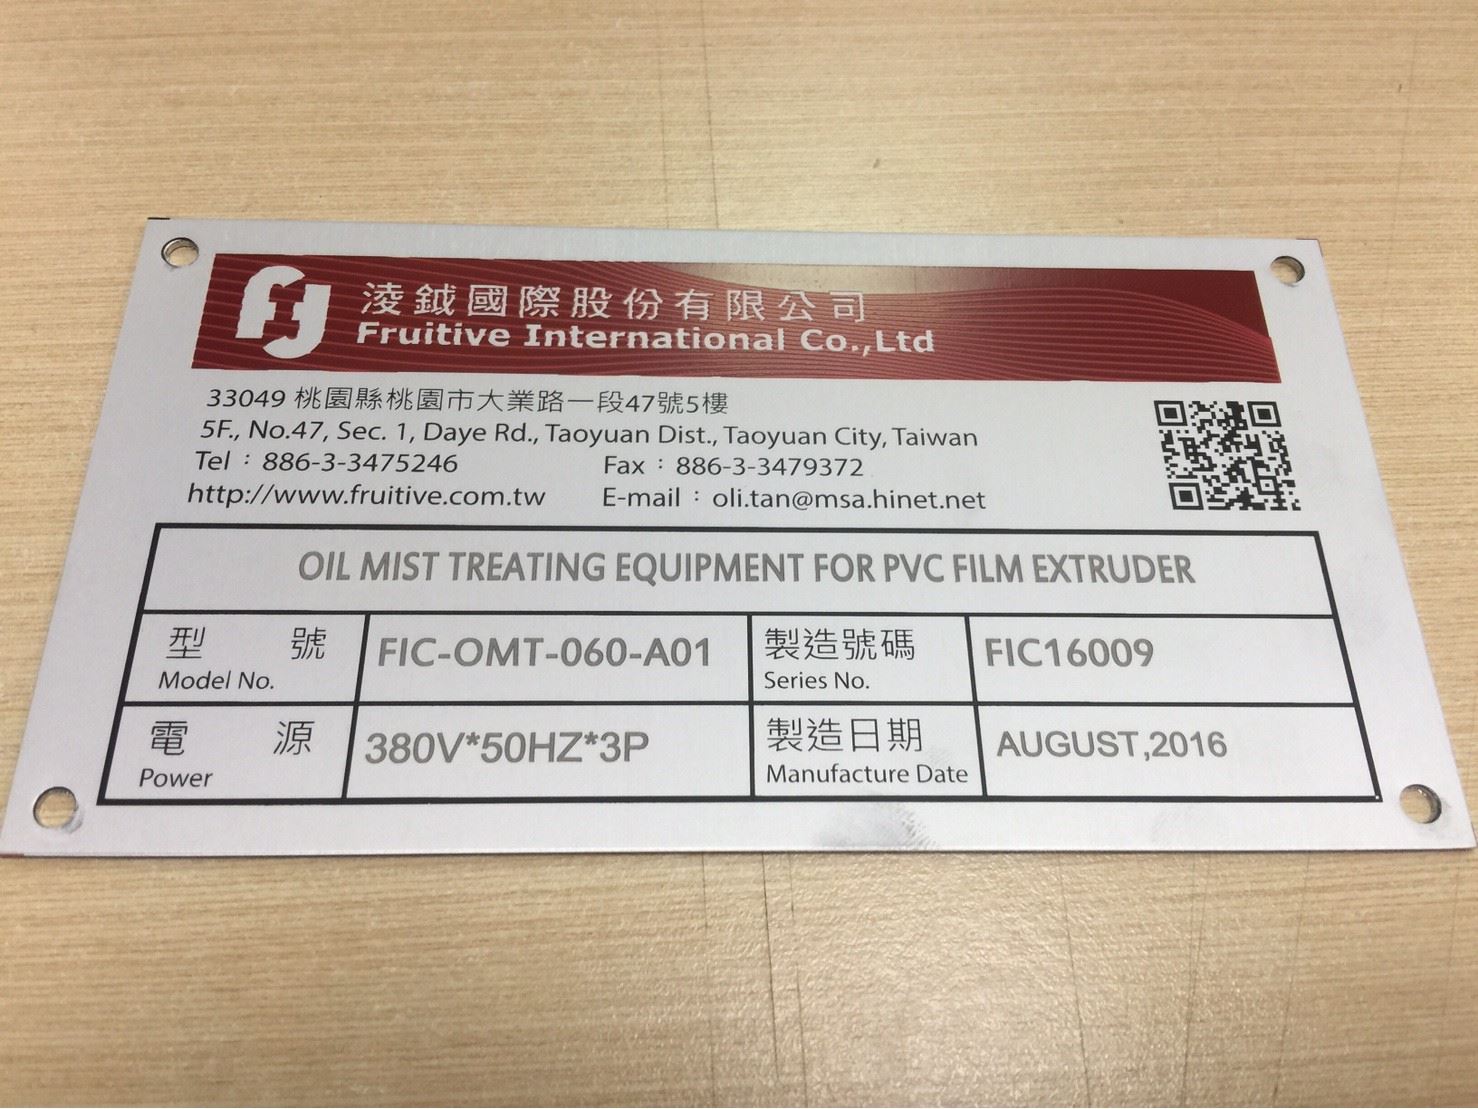 淩鉞國際股份有限公司
Fruitive International Co.,Ltd
33049 桃園縣桃園市大業路一段47號5樓
5F., No.47, Sec. 1, Daye Rd., Taoyuan Dist., Taoyuan City, Taiwan
Tel：886-3-3475246 Fax：886-3-3479372
http://www.fruitive.com.tw E-mail：oli.tan@msa.hinet.net
OIL MIST TREATING EQUIPMENT FOR PVC FILM EXTRUDER
型 號 FIC-OMT-060-A01 製造號碼 FIC16009
Model No. Series No.
電 源 380V*50HZ*3P 製造日期 AUGUST,2016
Power Manufacture Date